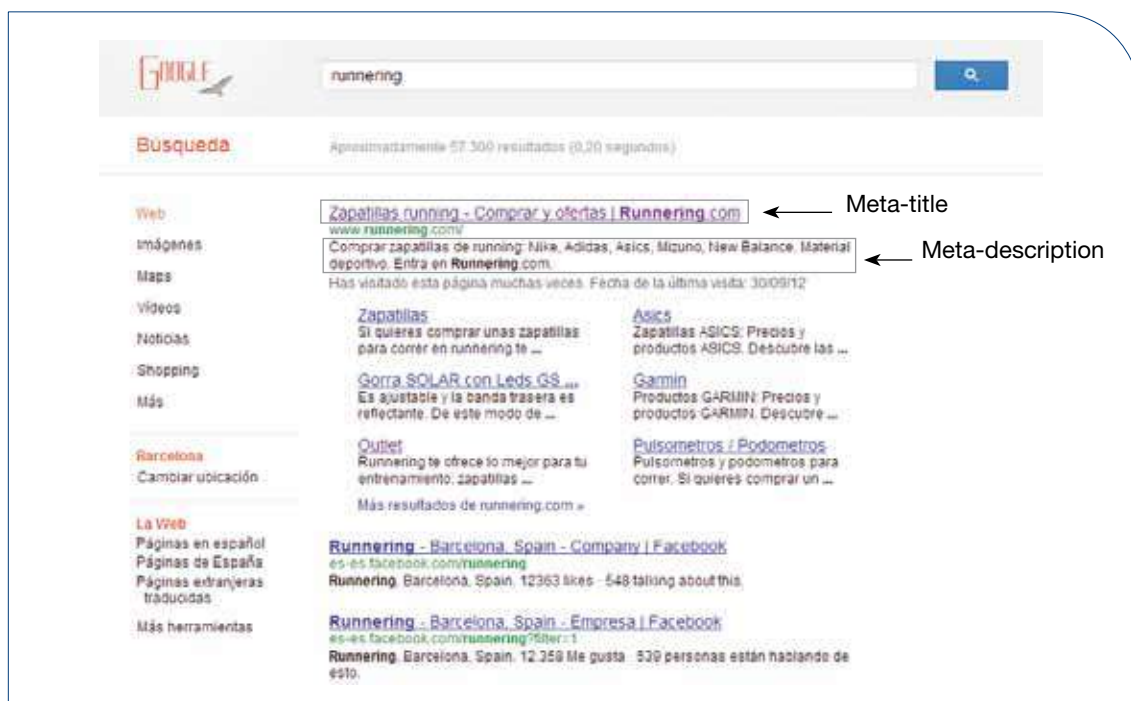 GOOGLE
runnering
Búsqueda
Aproximadamente 57.300 resultados (0,20 segundos)
Web
Imágenes
Maps
Vídeos
Noticias
Shopping
Más
Barcelona
Cambiar ubicación
La Web
Páginas en español
Páginas de España
Páginas extranjeras
traducidas
Más herramientas
Zapatillas running - Comprar y ofertas | Runnering.com
www.runnering.com/
Comprar zapatillas de running: Nike, Adidas, Asics, Mizuno, New Balance. Material
deportivo. Entra en Runnering.com.
Has visitado esta página muchas veces. Fecha de la última visita: 30/09/12
Meta-title
Meta-description
Zapatillas
Si quieres comprar unas zapatillas
para correr en runnering te ...
Asics
Zapatillas ASICS: Precios y
productos ASICS. Descubre las ...
Gorra SOLAR con Leds GS ...
Es ajustable y la banda trasera es
reflectante. De este modo de ...
Garmin
Productos GARMIN: Precios y
productos GARMIN. Descubre ...
Outlet
Runnering te ofrece lo mejor para tu
entrenamiento: zapatillas ...
Pulsometros / Podometros
Pulsometros y podometros para
correr. Si quieres comprar un ...
Más resultados de runnering.com »
Runnering - Barcelona, Spain - Company | Facebook
es-es.facebook.com/runnering
Runnering, Barcelona, Spain. 12363 likes · 548 talking about this.
Runnering - Barcelona, Spain - Empresa | Facebook
es-es.facebook.com/runnering?filter=1
Runnering, Barcelona, Spain. 12.358 Me gusta · 539 personas están hablando de
esto.